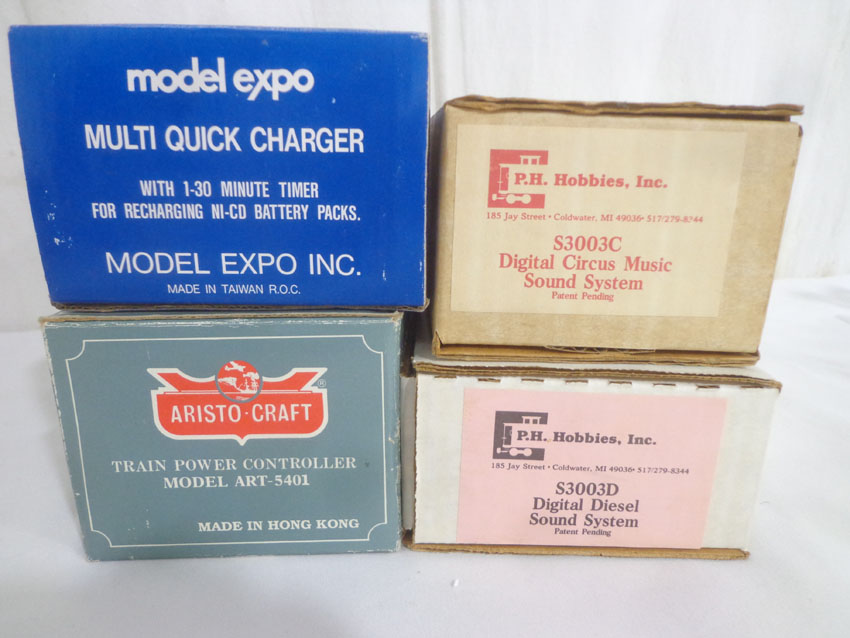 model expo
MULTI QUICK CHARGER
WITH 1-30 MINUTE TIMER
FOR RECHARGING NI-CD BATTERY PACKS.
MODEL EXPO INC.
MADE IN TAIWAN R.O.C.
P.H. Hobbies, Inc.
185 Jay Street • Coldwater, MI 49036 • 517/279-8344
S3003C
Digital Circus Music
Sound System
Patent Pending
ARISTO·CRAFT ®
TRAIN POWER CONTROLLER
MODEL ART-5401
MADE IN HONG KONG
P.H. Hobbies, Inc.
185 Jay Street • Coldwater, MI 49036 • 517/279-8344
S3003D
Digital Diesel
Sound System
Patent Pending